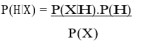 P(H|X) = P(X|H).P(H)
P(X)